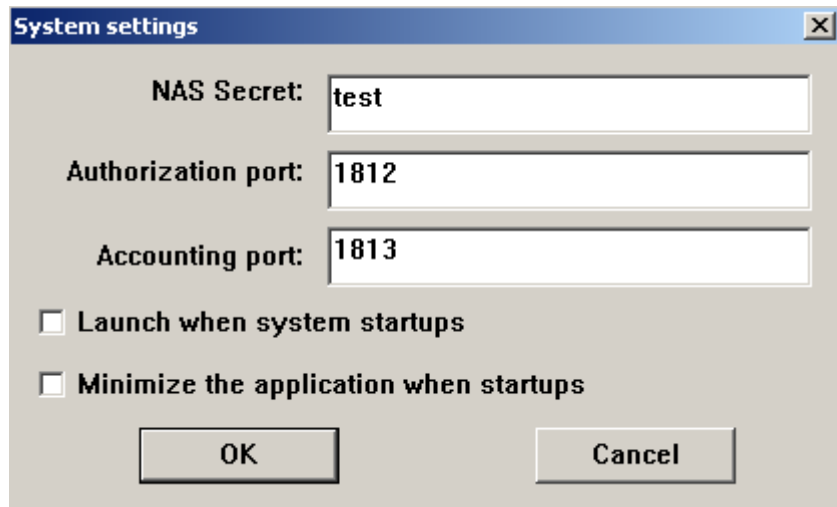 System settings
NAS Secret: test
Authorization port: 1812
Accounting port: 1813
Launch when system startups
Minimize the application when startups
OK Cancel